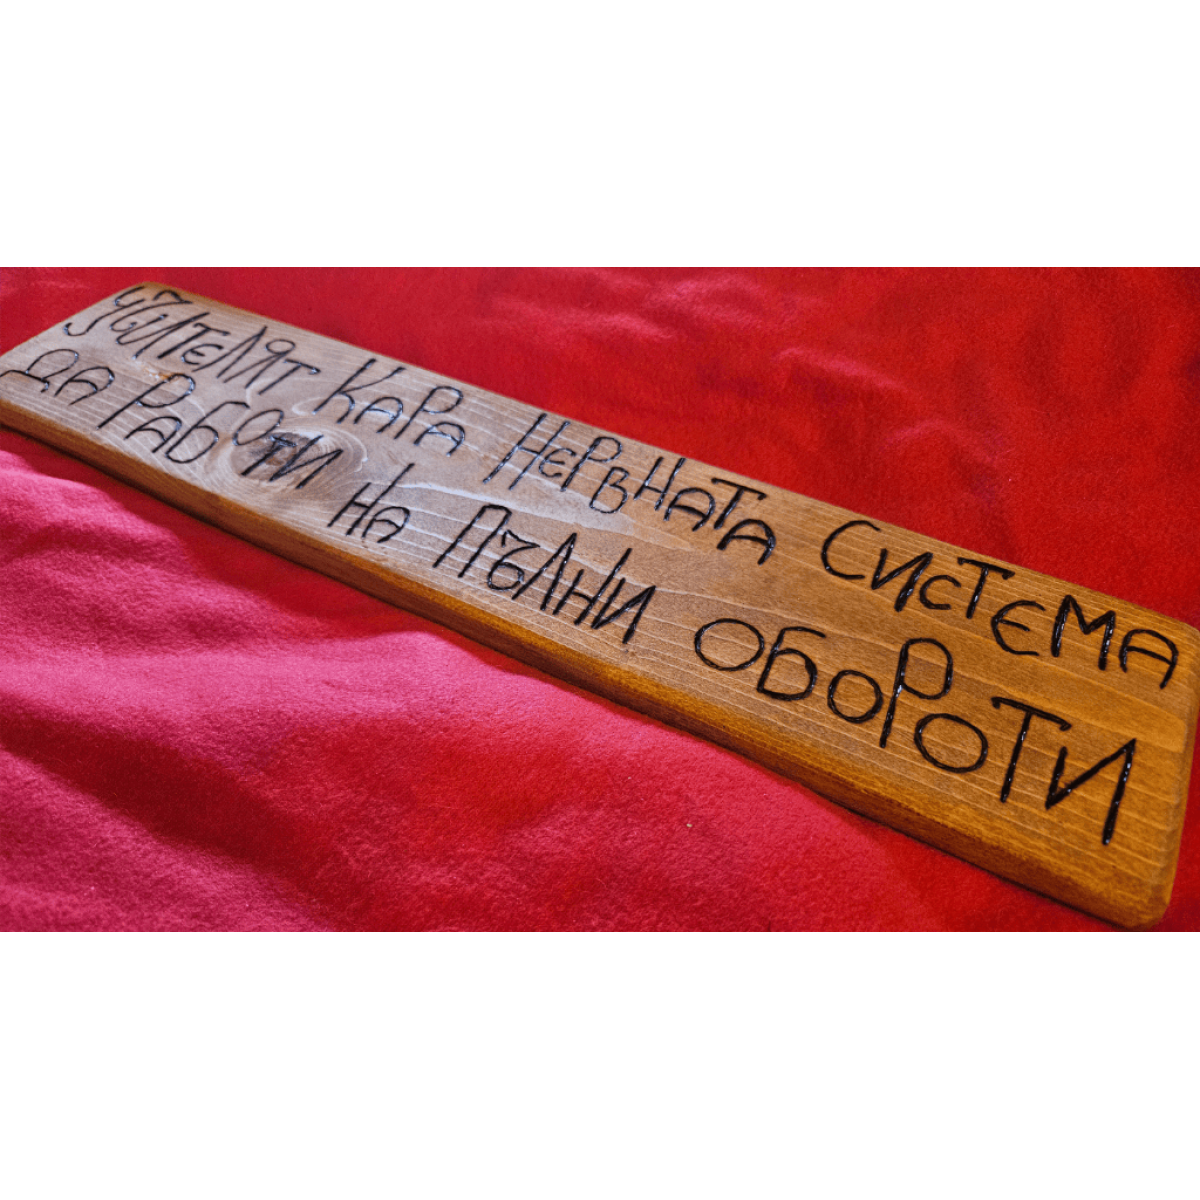 УЧИТЕЛЯТ КАРА НЕРВНАТА СИСТЕМА
ДА РАБОТИ НА ПЪЛНИ ОБОРОТИ